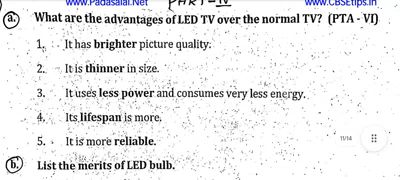 www.Padasalai.Net PART-IV www.CBSEtips.in
a. What are the advantages of LED TV over the normal TV? (PTA - VI)
1. It has brighter picture quality.
2. It is thinner in size.
3. It uses less power and consumes very less energy.
4. Its lifespan is more.
5. It is more reliable.
11/14
b. List the merits of LED bulb.